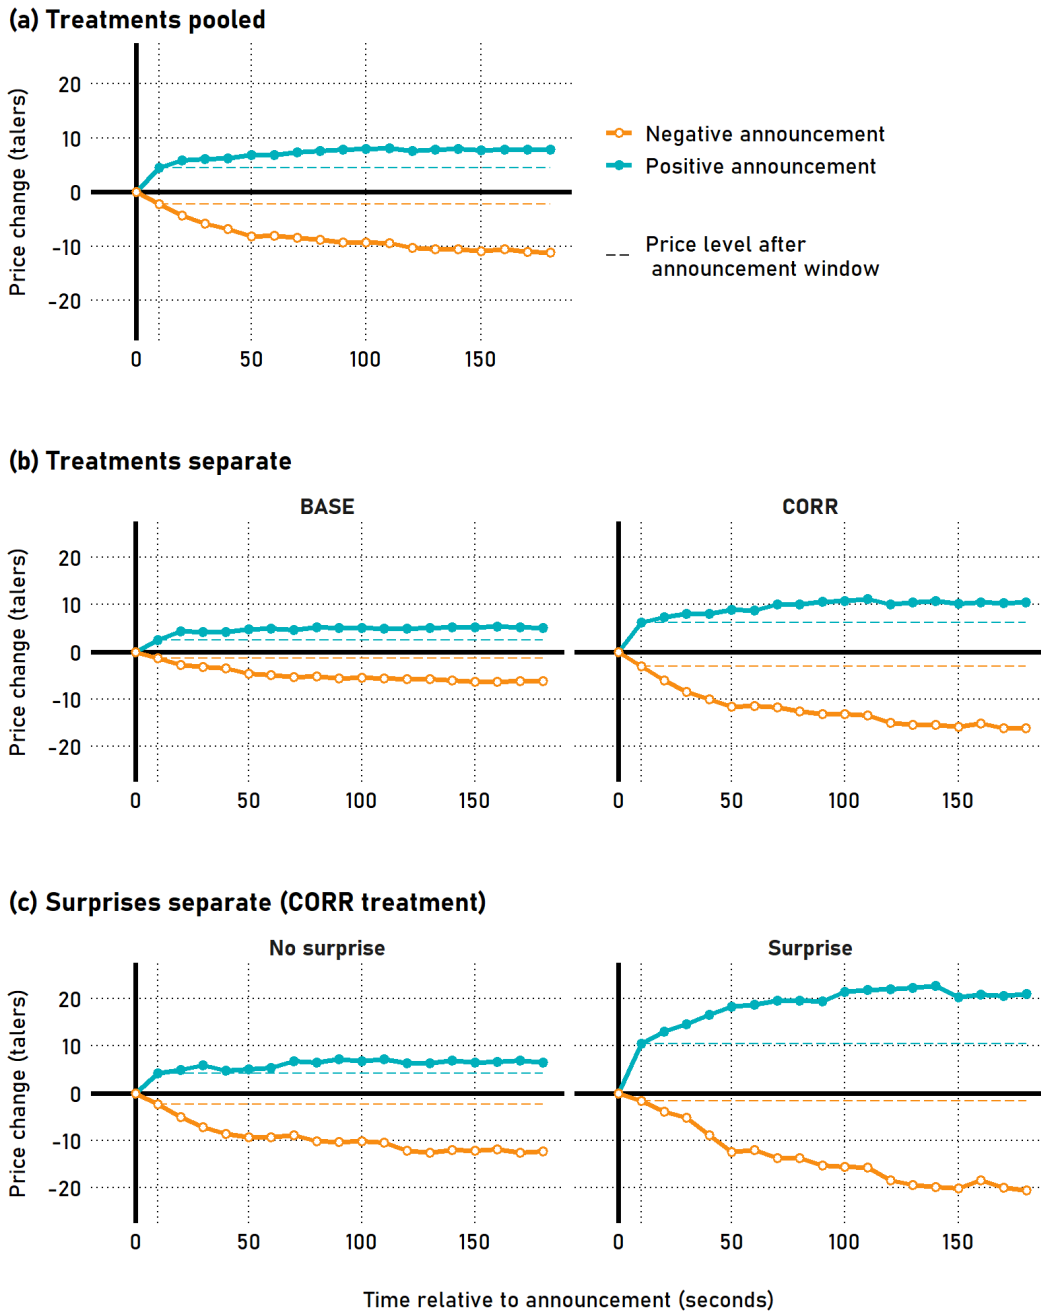 (a) Treatments pooled
Price change (talers)
20
10
0
-10
-20
0 50 100 150
Negative announcement
Positive announcement
Price level after
announcement window
(b) Treatments separate
BASE CORR
Price change (talers)
20
10
0
-10
-20
0 50 100 150 0 50 100 150
(c) Surprises separate (CORR treatment)
No surprise Surprise
Price change (talers)
20
10
0
-10
-20
0 50 100 150 0 50 100 150
Time relative to announcement (seconds)